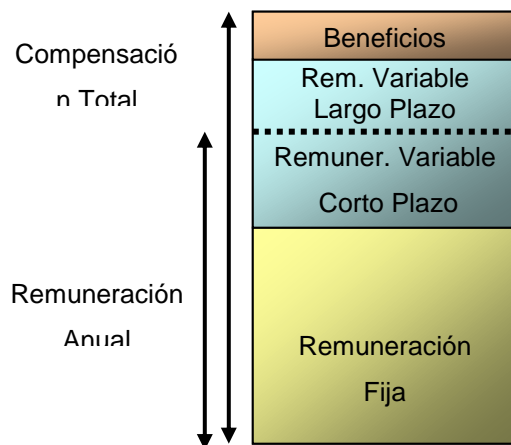 Compensació
n Total
Remuneración
Anual
Beneficios
Rem. Variable
Largo Plazo
Remuner. Variable
Corto Plazo
Remuneración
Fija